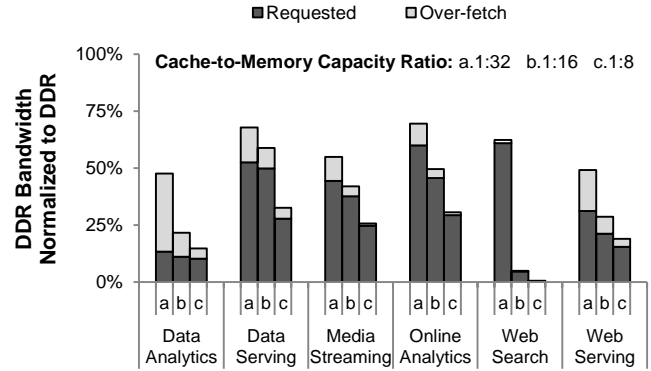 Requested Over-fetch
100%
Cache-to-Memory Capacity Ratio: a.1:32 b.1:16 c.1:8
75%
50%
25%
0%
DDR Bandwidth
Normalized to DDR
a b c a b c a b c a b c a b c a b c
Data Data Media Online Web Web
Analytics Serving Streaming Analytics Search Serving